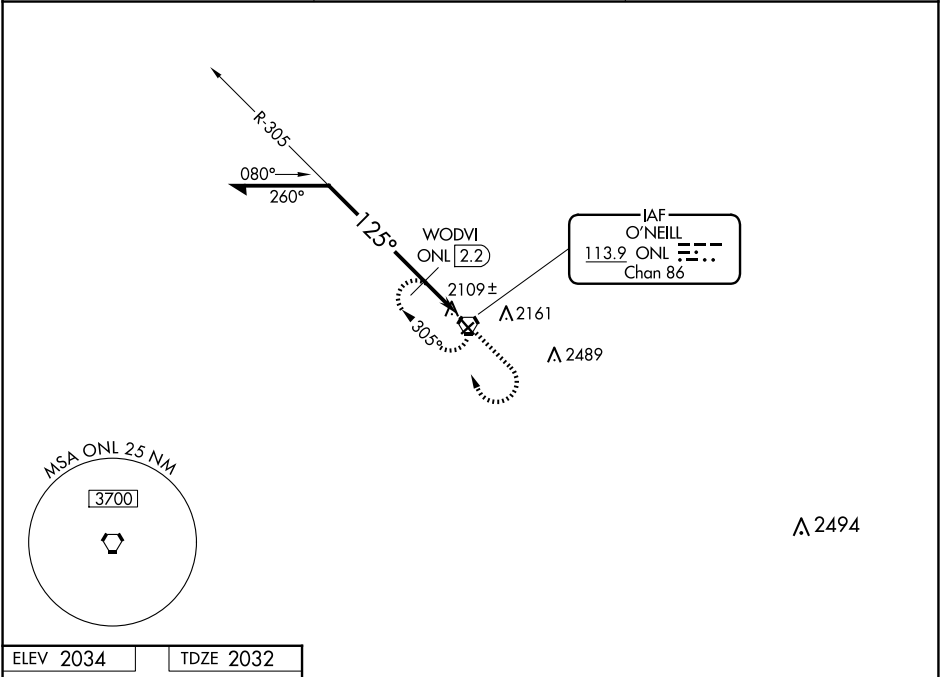 R-305
080°
260°
125°
WODVI
ONL 2.2
IAF
O'NEILL
113.9 ONL
Chan 86
2109±
2161
305°
2489
MSA ONL 25 NM
3700
2494
ELEV 2034
TDZE 2032